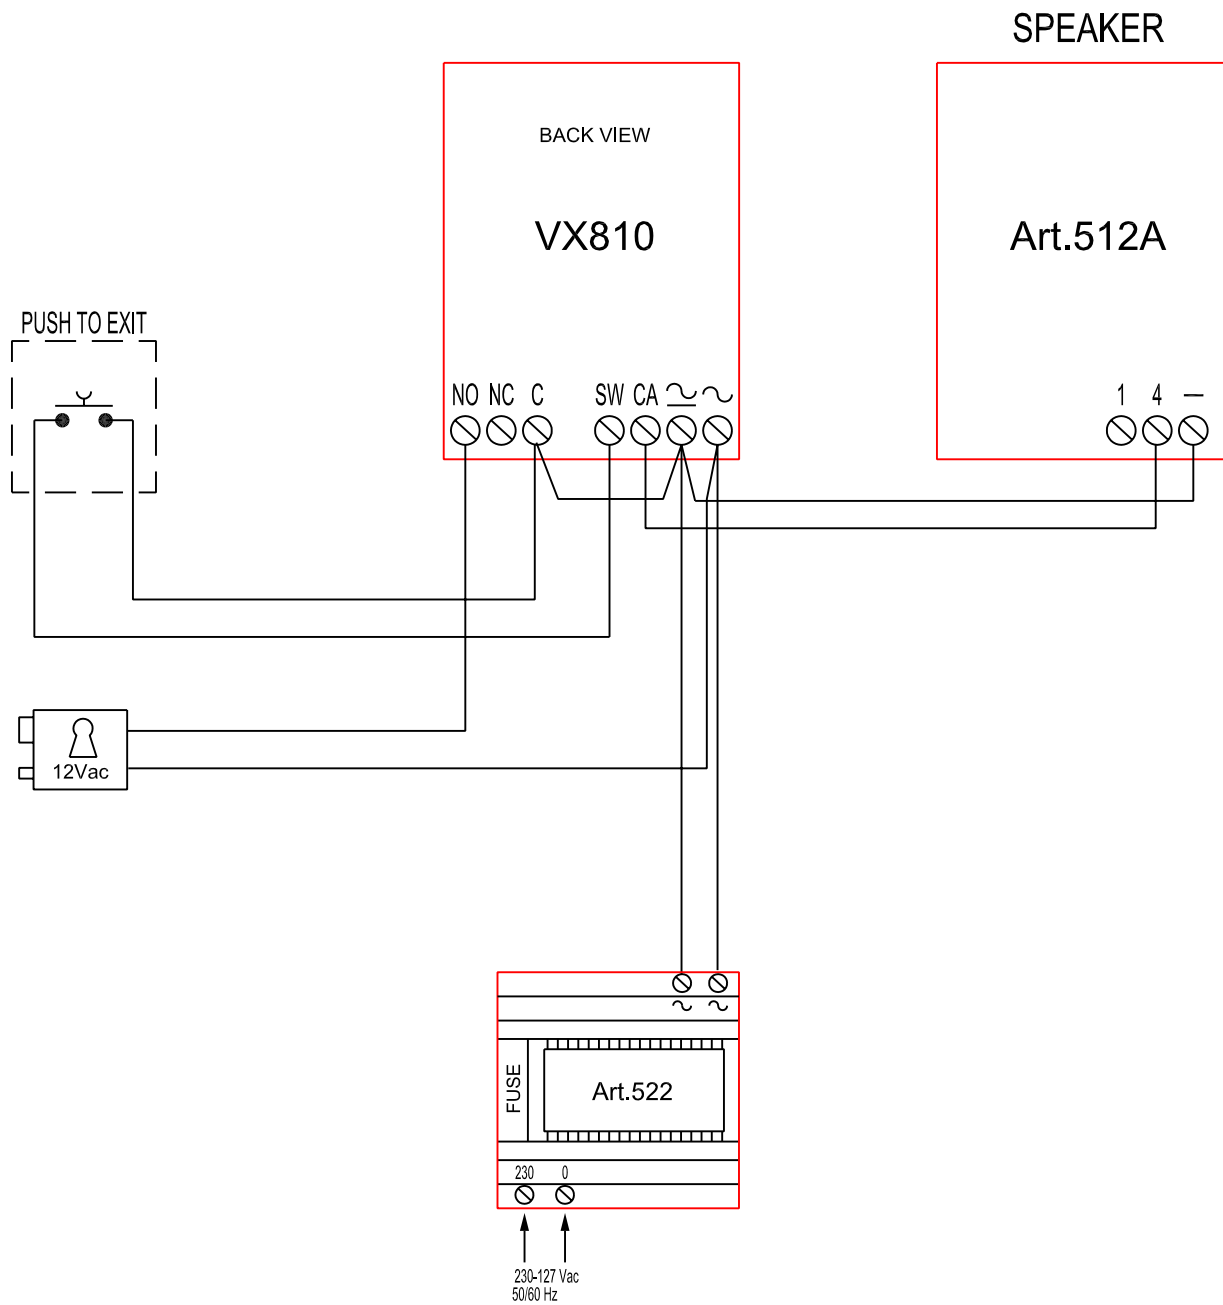 SPEAKER
BACK VIEW
VX810
Art.512A
PUSH TO EXIT
NO NC C SW CA
1 4 —
12Vac
FUSE
Art.522
230 0
230-127 Vac
50/60 Hz